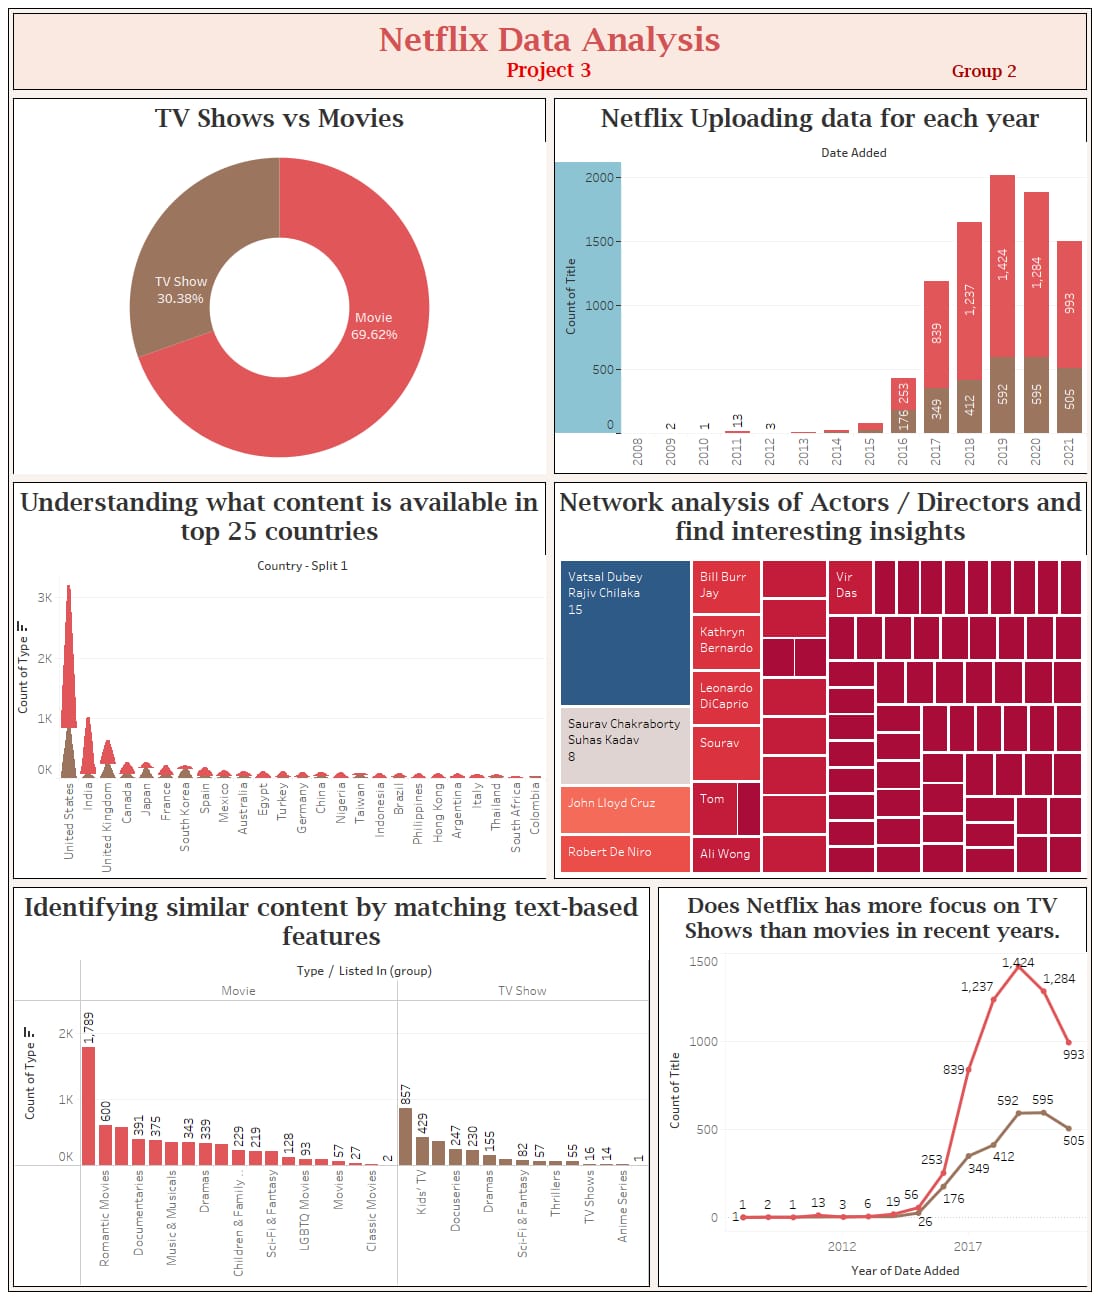 Netflix Data Analysis
Project 3
Group 2
TV Shows vs Movies
TV Show
30.38%
Movie
69.62%
Netflix Uploading data for each year
Date Added
Count of Title
2000
1500
1000
500
0
2
1
13
3
176
253
349
839
412
1,237
592
1,424
595
1,284
505
993
2008
2009
2010
2011
2012
2013
2014
2015
2016
2017
2018
2019
2020
2021
Understanding what content is available in
top 25 countries
Country - Split 1
Count of Type
3K
2K
1K
0K
United States
India
United Kingdom
Canada
Japan
France
South Korea
Spain
Mexico
Australia
Egypt
Turkey
Germany
China
Nigeria
Taiwan
Indonesia
Brazil
Philippines
Hong Kong
Argentina
Italy
Thailand
South Africa
Colombia
Network analysis of Actors / Directors and
find interesting insights
Vatsal Dubey
Rajiv Chilaka
15
Saurav Chakraborty
Suhas Kadav
8
John Lloyd Cruz
Robert De Niro
Bill Burr
Jay
Kathryn
Bernardo
Leonardo
DiCaprio
Sourav
Tom
Ali Wong
Vir
Das
Identifying similar content by matching text-based
features
Type / Listed In (group)
Movie
TV Show
Count of Type
2K
1K
0K
1,789
600
391
375
343
339
229
219
128
93
57
27
2
857
429
247
230
155
82
57
55
16
14
1
Romantic Movies
Documentaries
Music & Musicals
Dramas
Children & Family ..
Sci-Fi & Fantasy
LGBTQ Movies
Movies
Classic Movies
Kids' TV
Docuseries
Dramas
Sci-Fi & Fantasy
Thrillers
TV Shows
Anime Series
Does Netflix has more focus on TV
Shows than movies in recent years.
Count of Title
1500
1000
500
0
1
1
2
1
13
3
6
19
56
26
253
176
839
349
1,237
412
1,424
592
1,284
595
993
505
2012
2017
Year of Date Added